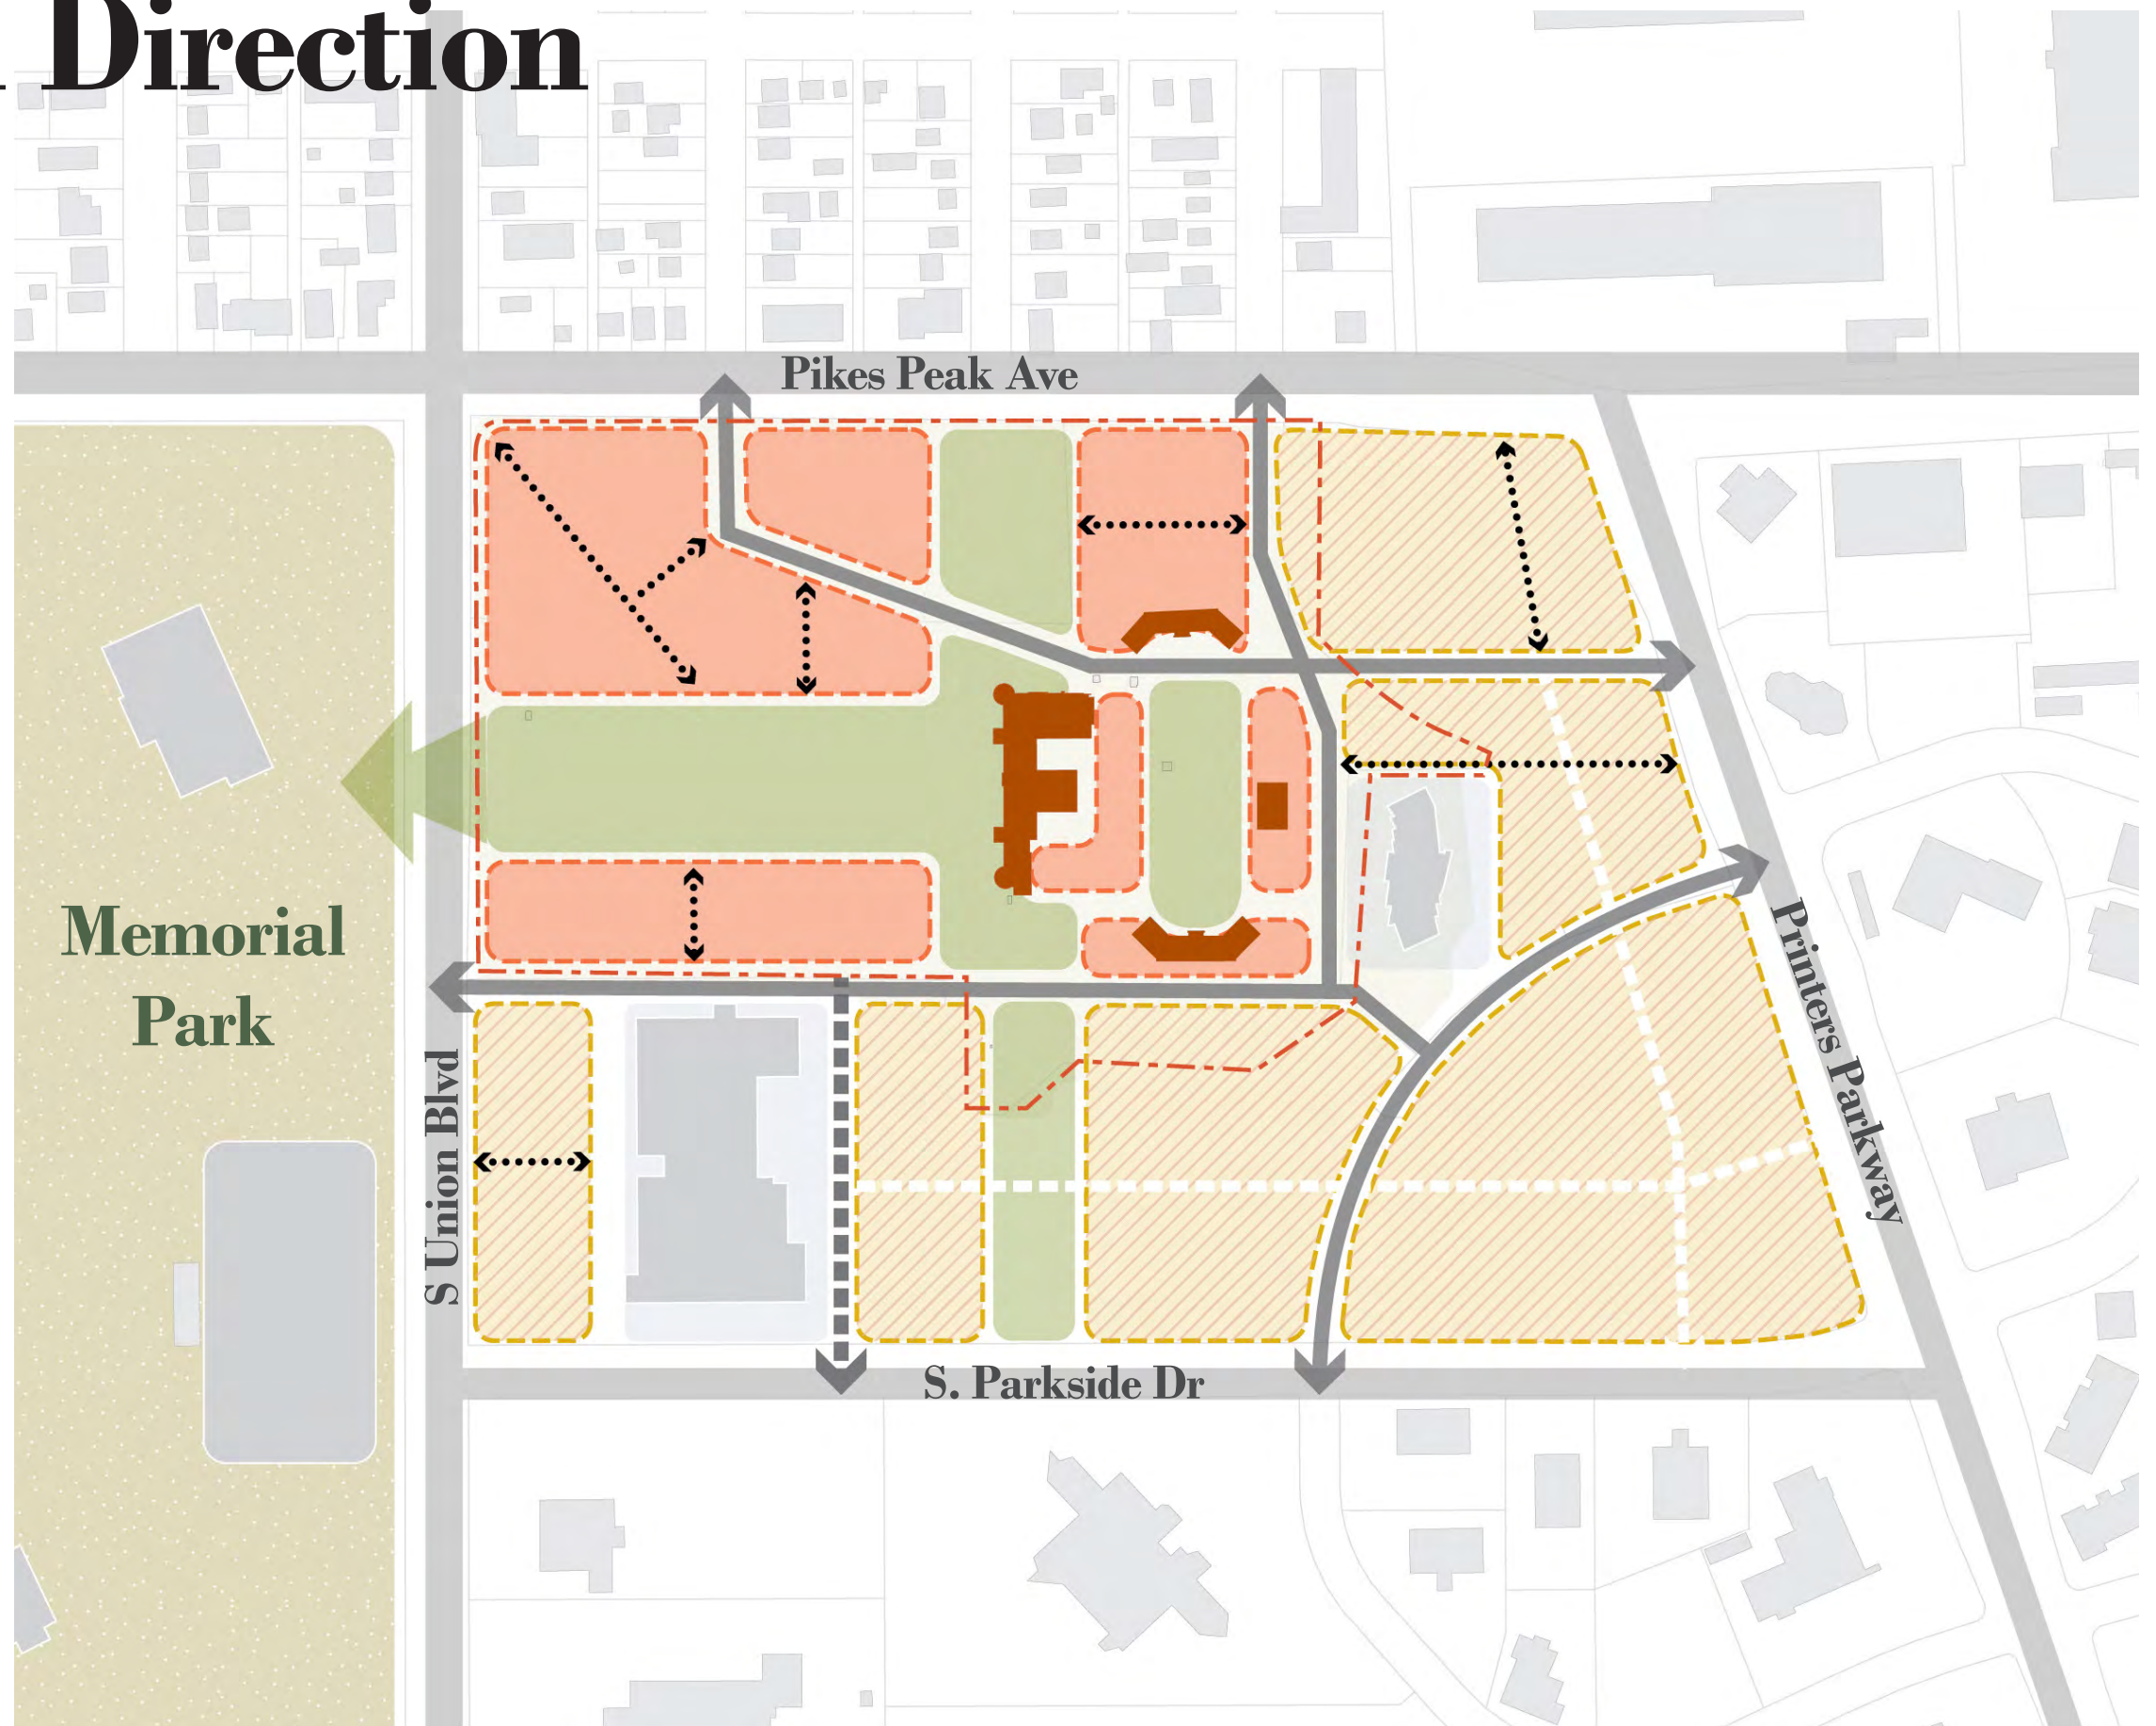 Direction
Pikes Peak Ave
Memorial
Park
S Union Blvd
Printers Parkway
S. Parkside Dr